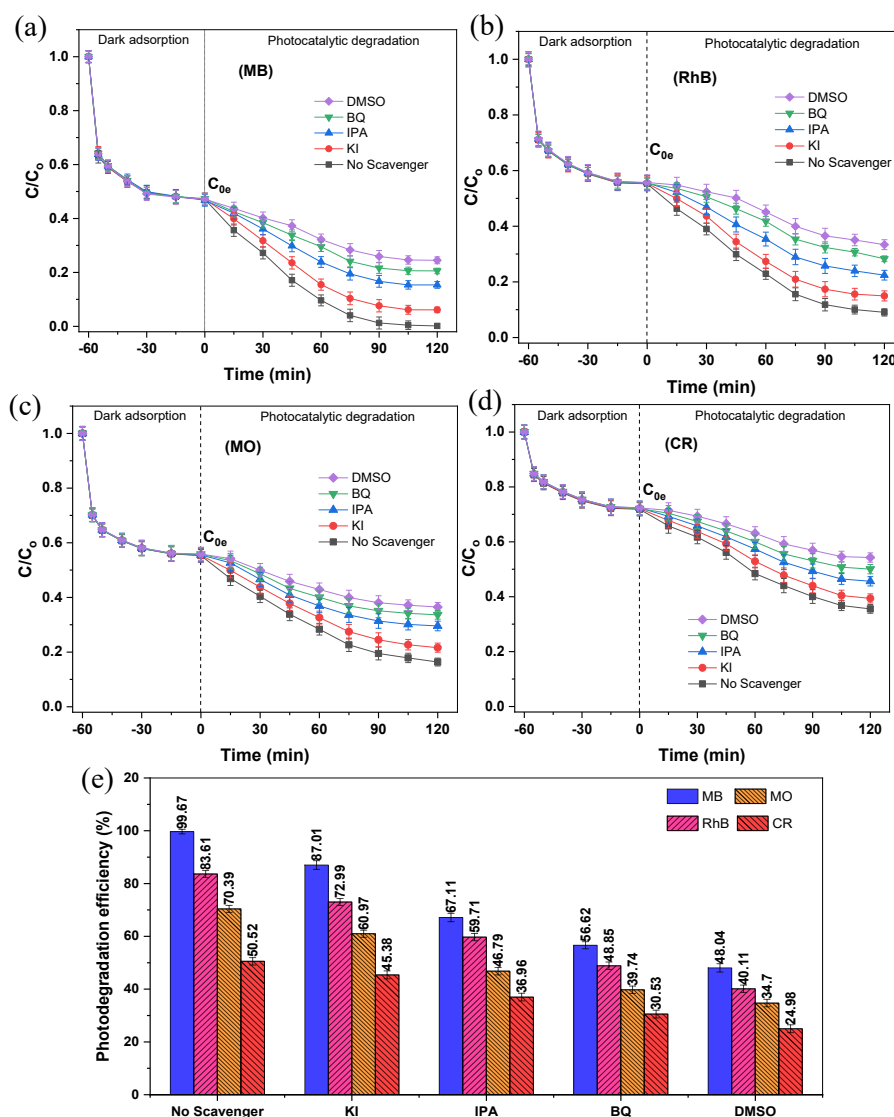 (a)
Dark adsorption
Photocatalytic degradation
(MB)
DMSO
BQ
IPA
KI
No Scavenger
C0e
C/Co
1.0
0.8
0.6
0.4
0.2
0.0
-60
-30
0
30
60
90
120
Time (min)
(b)
Dark adsorption
Photocatalytic degradation
(RhB)
DMSO
BQ
IPA
KI
No Scavenger
C0e
C/Co
1.0
0.8
0.6
0.4
0.2
0.0
-60
-30
0
30
60
90
120
Time (min)
(c)
Dark adsorption
Photocatalytic degradation
(MO)
DMSO
BQ
IPA
KI
No Scavenger
C0e
C/Co
1.0
0.8
0.6
0.4
0.2
0.0
-60
-30
0
30
60
90
120
Time (min)
(d)
Dark adsorption
Photocatalytic degradation
(CR)
C0e
DMSO
BQ
IPA
KI
No Scavenger
C/Co
1.0
0.8
0.6
0.4
0.2
0.0
-60
-30
0
30
60
90
120
Time (min)
(e)
Photodegradation efficiency (%)
20
100
80
60
40
20
0
MB
MO
RhB
CR
99.67
83.61
70.39
50.52
87.01
72.99
60.97
45.38
67.11
59.71
46.79
36.96
56.62
48.85
39.74
30.53
48.04
40.11
34.7
24.98
No Scavenger
KI
IPA
BQ
DMSO